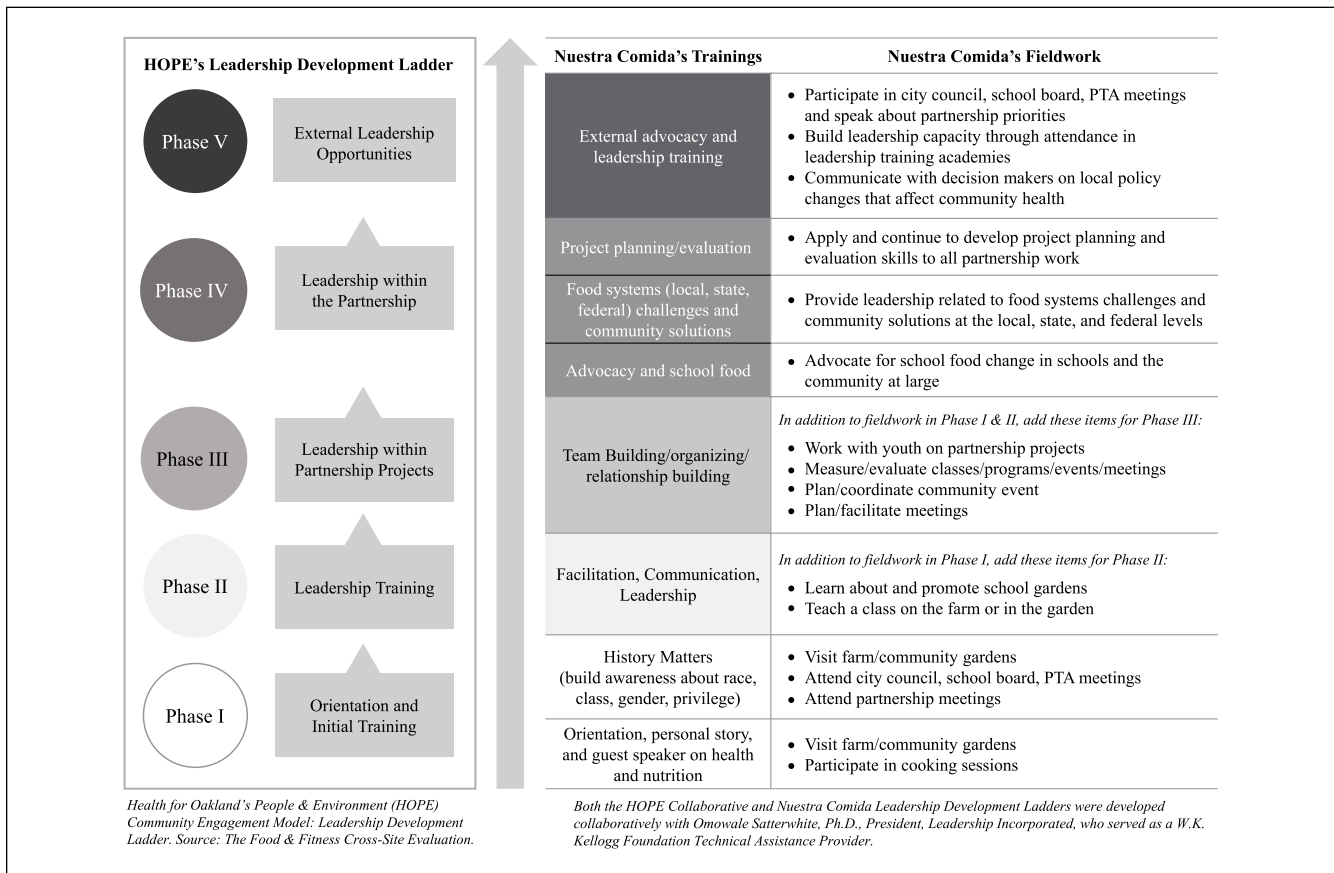 HOPE's Leadership Development Ladder
Phase V
External Leadership
Opportunities
Phase IV
Leadership within
the Partnership
Phase III
Leadership within
Partnership Projects
Phase II
Leadership Training
Phase I
Orientation and
Initial Training
Health for Oakland's People & Environment (HOPE)
Community Engagement Model: Leadership Development
Ladder. Source: The Food & Fitness Cross-Site Evaluation.
Nuestra Comida's Trainings
Nuestra Comida's Fieldwork
External advocacy and
leadership training
• Participate in city council, school board, PTA meetings
and speak about partnership priorities
• Build leadership capacity through attendance in
leadership training academies
• Communicate with decision makers on local policy
changes that affect community health
Project planning/evaluation
• Apply and continue to develop project planning and
evaluation skills to all partnership work
Food systems (local, state,
federal) challenges and
community solutions
• Provide leadership related to food systems challenges and
community solutions at the local, state, and federal levels
Advocacy and school food
• Advocate for school food change in schools and the
community at large
Team Building/organizing/
relationship building
In addition to fieldwork in Phase I & II, add these items for Phase III:
• Work with youth on partnership projects
• Measure/evaluate classes/programs/events/meetings
• Plan/coordinate community event
• Plan/facilitate meetings
Facilitation, Communication,
Leadership
In addition to fieldwork in Phase I, add these items for Phase II:
• Learn about and promote school gardens
• Teach a class on the farm or in the garden
History Matters
(build awareness about race,
class, gender, privilege)
• Visit farm/community gardens
• Attend city council, school board, PTA meetings
• Attend partnership meetings
Orientation, personal story,
and guest speaker on health
and nutrition
• Visit farm/community gardens
• Participate in cooking sessions
Both the HOPE Collaborative and Nuestra Comida Leadership Development Ladders were developed
collaboratively with Omowale Satterwhite, Ph.D., President, Leadership Incorporated, who served as a W.K.
Kellogg Foundation Technical Assistance Provider.